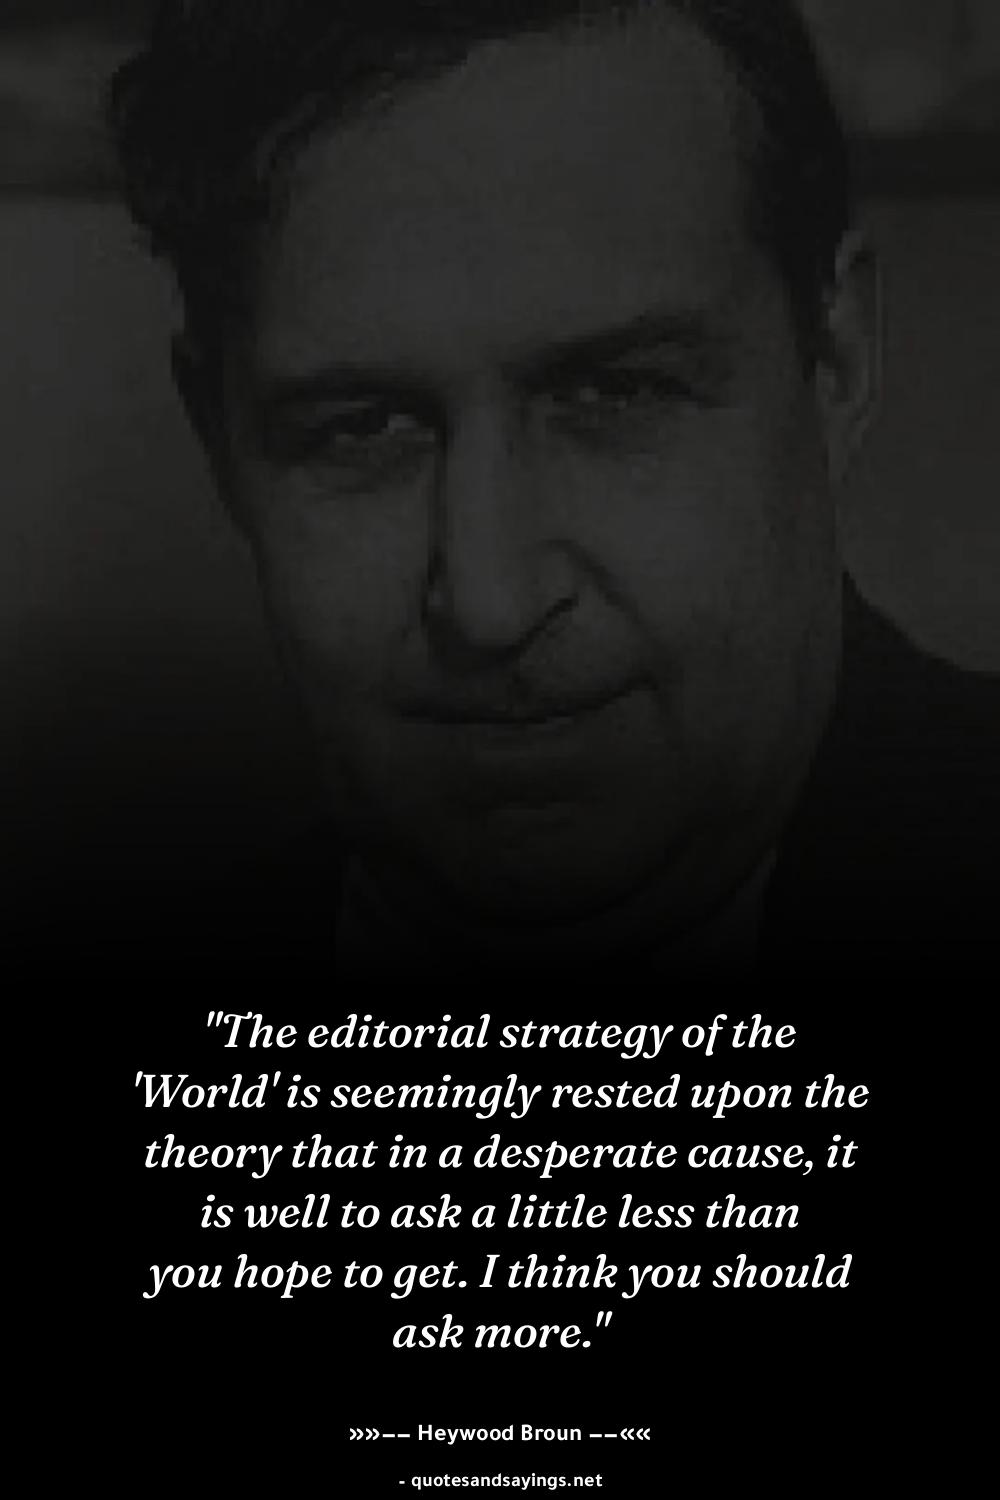 "The editorial strategy of the
'World' is seemingly rested upon the
theory that in a desperate cause, it
is well to ask a little less than
you hope to get. I think you should
ask more."
»»-- Heywood Broun --««
- quotesandsayings.net